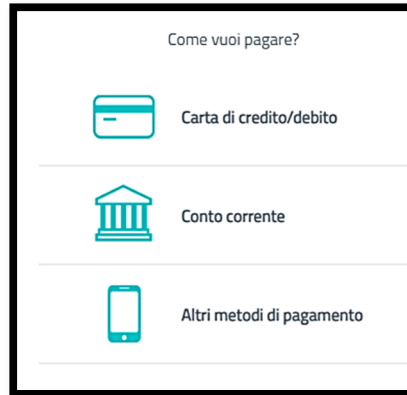 Come vuoi pagare?
Carta di credito/debito
Conto corrente
Altri metodi di pagamento